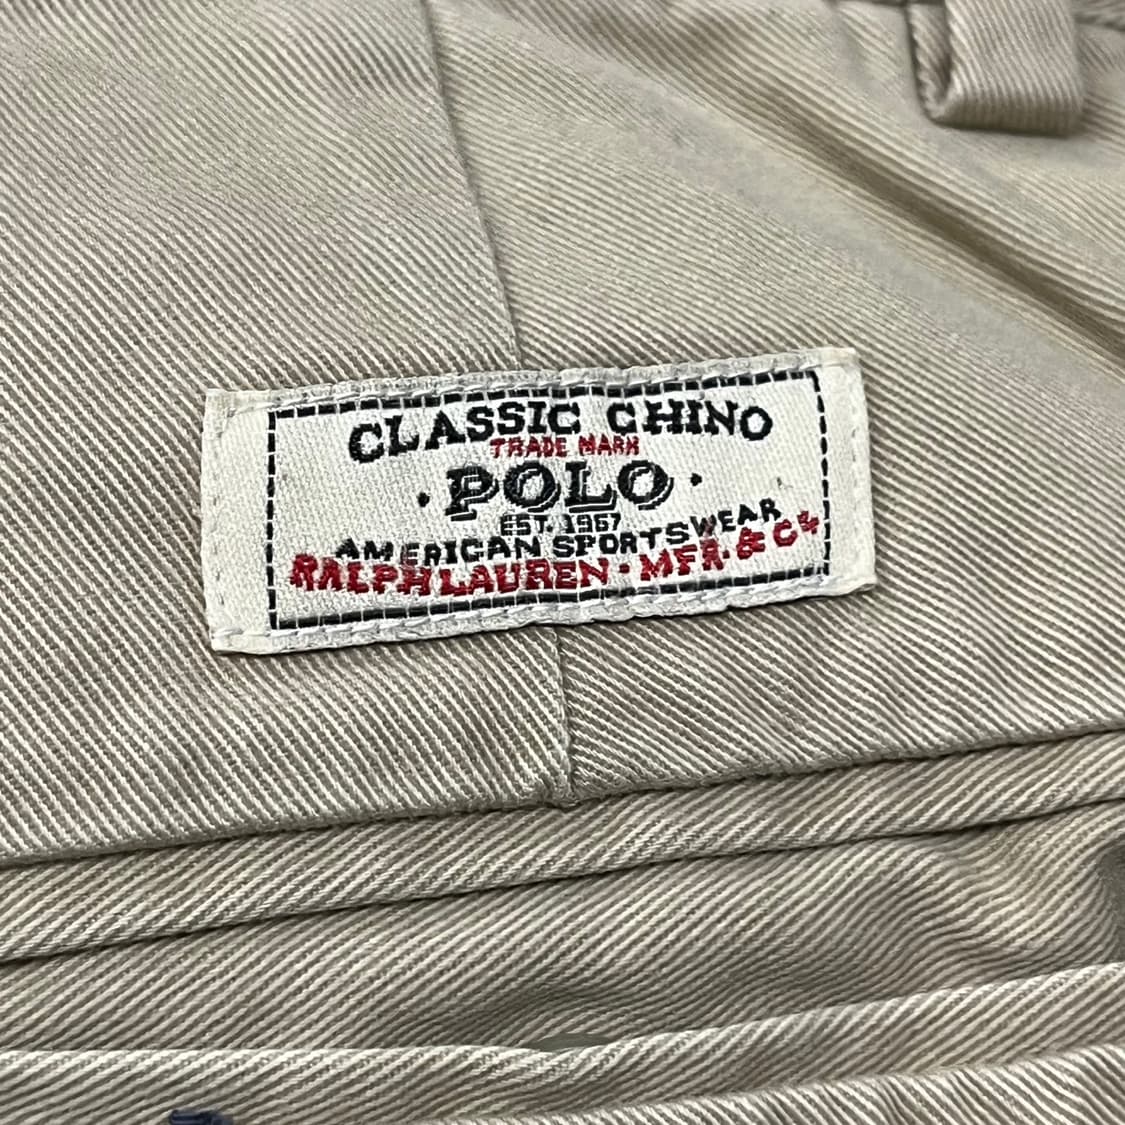 CLASSIC CHINO
TRADE MARK
· POLO ·
EST. 1967
AMERICAN SPORTSWEAR
RALPH LAUREN · MFR. & Co